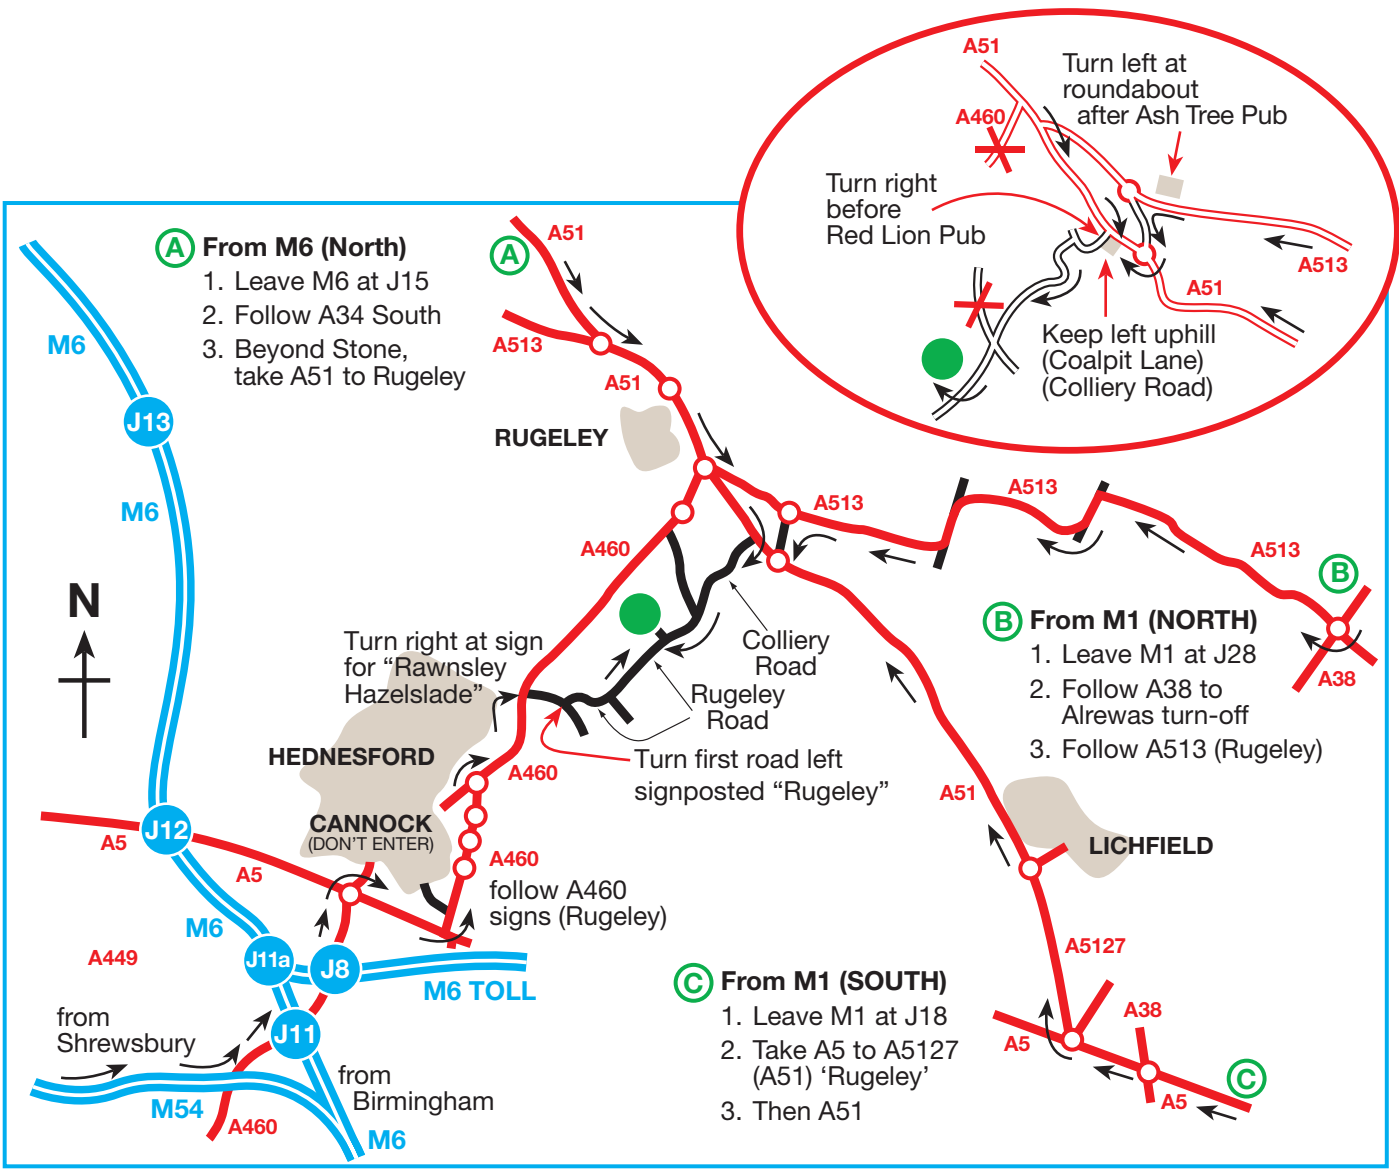 A51
Turn left at
roundabout
after Ash Tree Pub
A460
Turn right
before
Red Lion Pub
A513
A51
Keep left uphill
(Coalpit Lane)
(Colliery Road)
A From M6 (North)
1. Leave M6 at J15
2. Follow A34 South
3. Beyond Stone,
take A51 to Rugeley
A
A51
A513
A51
M6
J13
M6
RUGELEY
A513
A513
A513
A460
B
B From M1 (NORTH)
1. Leave M1 at J28
2. Follow A38 to
Alrewas turn-off
3. Follow A513 (Rugeley)
A38
N
Turn right at sign
for “Rawnsley
Hazelslade”
Colliery
Road
Rugeley
Road
HEDNESFORD
A460
Turn first road left
signposted “Rugeley”
A51
CANNOCK
(DON’T ENTER)
J12
A5
A5
A460
follow A460
signs (Rugeley)
LICHFIELD
M6
A449
J11a
J8
M6 TOLL
A5127
C From M1 (SOUTH)
1. Leave M1 at J18
2. Take A5 to A5127
(A51) ‘Rugeley’
3. Then A51
from
Shrewsbury
J11
A38
A5
C
A5
from
Birmingham
M54
A460
M6